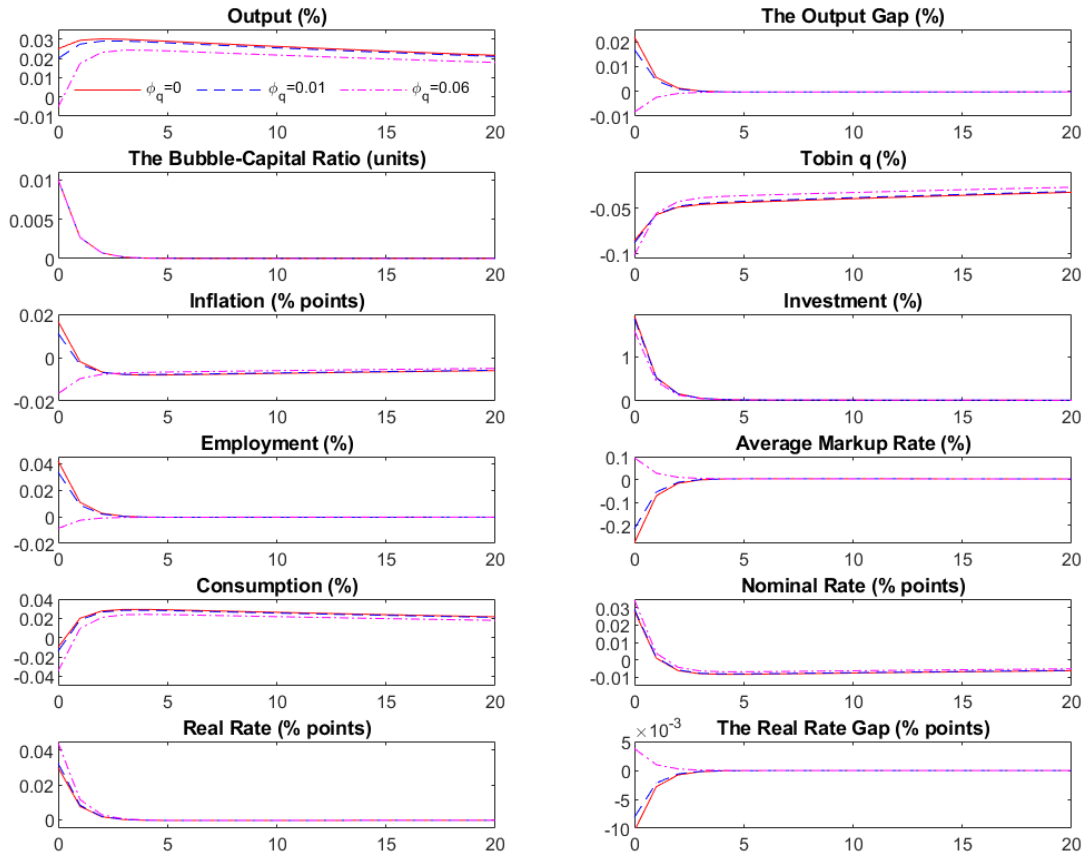 Output (%)
0.03
0.02
0.01
0
-0.01
ϕq=0 ϕq=0.01 ϕq=0.06
0 5 10 15 20
The Output Gap (%)
0.02
0.01
0
-0.01
0 5 10 15 20
The Bubble-Capital Ratio (units)
0.01
0.005
0
0 5 10 15 20
Tobin q (%)
-0.05
-0.1
0 5 10 15 20
Inflation (% points)
0.02
0
-0.02
0 5 10 15 20
Investment (%)
1
0
0 5 10 15 20
Employment (%)
0.04
0.02
0
-0.02
0 5 10 15 20
Average Markup Rate (%)
0.1
0
-0.1
-0.2
0 5 10 15 20
Consumption (%)
0.04
0.02
0
-0.02
-0.04
0 5 10 15 20
Nominal Rate (% points)
0.03
0.02
0.01
0
-0.01
0 5 10 15 20
Real Rate (% points)
0.04
0.02
0
0 5 10 15 20
The Real Rate Gap (% points)
×10-3
5
0
-5
-10
0 5 10 15 20